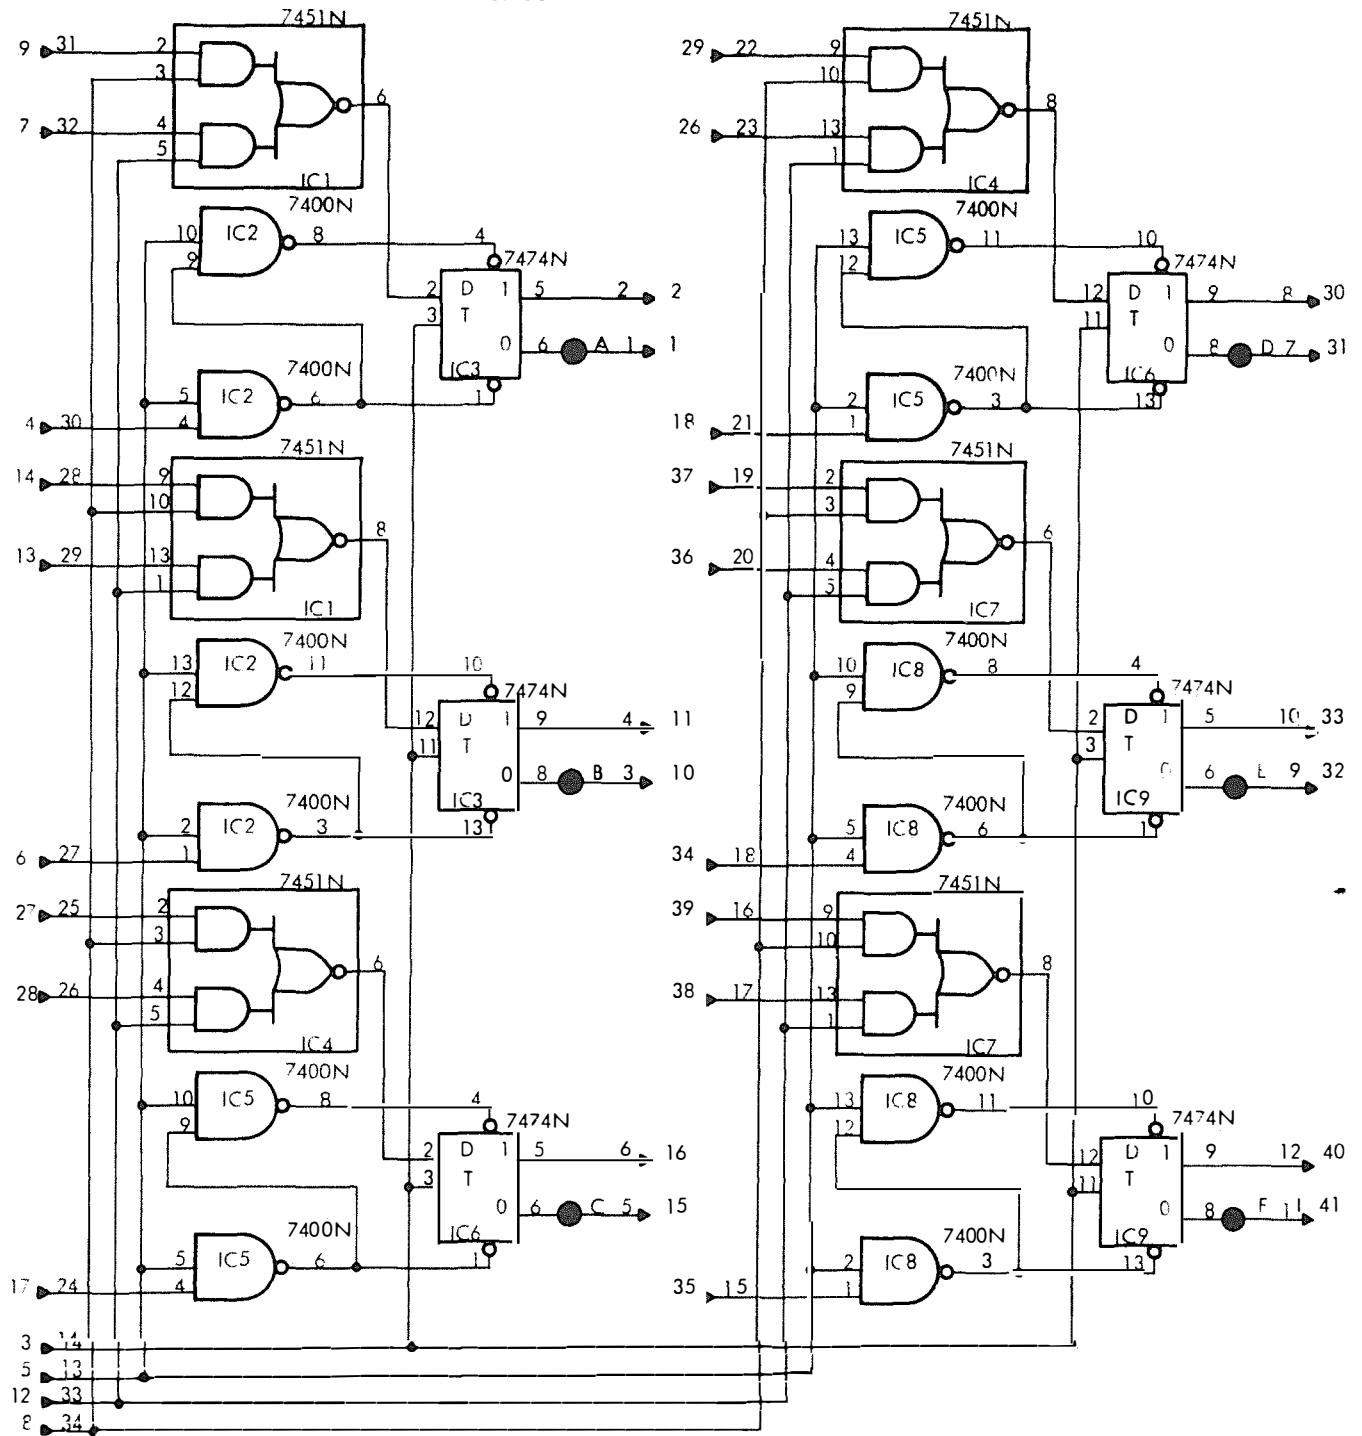 7451N
9 31 2
3
6
7 32 4
5
IC1
7400N
10 IC2 8 4
9
7474N
2 D 1 5 2 2
3 T
0 6 A 1 1
IC3
7400N
5 IC2 6 1
4 30 4
7451N
14 28 9
10
8
13 29 13
1
IC1
7400N
13 IC2 11 10
12
7474N
12 D 1 9 4 11
11 T
0 8 B 3 10
IC3
7400N
2 IC2 3 13
6 27 1
7451N
27 25 2
3
6
28 26 4
5
IC4
7400N
10 IC5 8 4
9
7474N
2 D 1 5 6 16
3 T
0 6 C 5 15
IC6
7400N
5 IC5 6 1
17 24 4
3 14
5 13
12 33
8 34
7451N
29 22 9
10
8
26 23 13
1
IC4
7400N
13 IC5 11 10
12
7474N
12 D 1 9 8 30
11 T
0 8 D 7 31
IC6
7400N
2 IC5 3 13
18 21 1
7451N
37 19 2
3
6
36 20 4
5
IC7
7400N
10 IC8 8 4
9
7474N
2 D 1 5 10 33
3 T
0 6 E 9 32
IC9
7400N
5 IC8 6 1
34 18 4
7451N
39 16 9
10
8
38 17 13
1
IC7
7400N
13 IC8 11 10
12
7474N
12 D 1 9 12 40
11 T
0 8 F 11 41
IC9
7400N
2 IC8 3 13
35 15 1